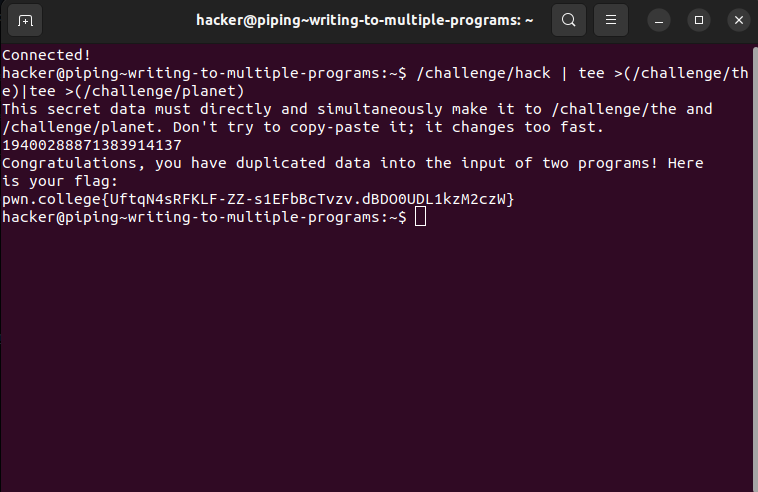 hacker@piping~writing-to-multiple-programs: ~
Connected!
hacker@piping~writing-to-multiple-programs:~$ /challenge/hack | tee >(/challenge/th
e)|tee >(/challenge/planet)
This secret data must directly and simultaneously make it to /challenge/the and
/challenge/planet. Don't try to copy-paste it; it changes too fast.
19400288871383914137
Congratulations, you have duplicated data into the input of two programs! Here
is your flag:
pwn.college{UftqN4sRFKLF-ZZ-s1EFbBcTvzv.dBDO0UDL1kzM2czW}
hacker@piping~writing-to-multiple-programs:~$